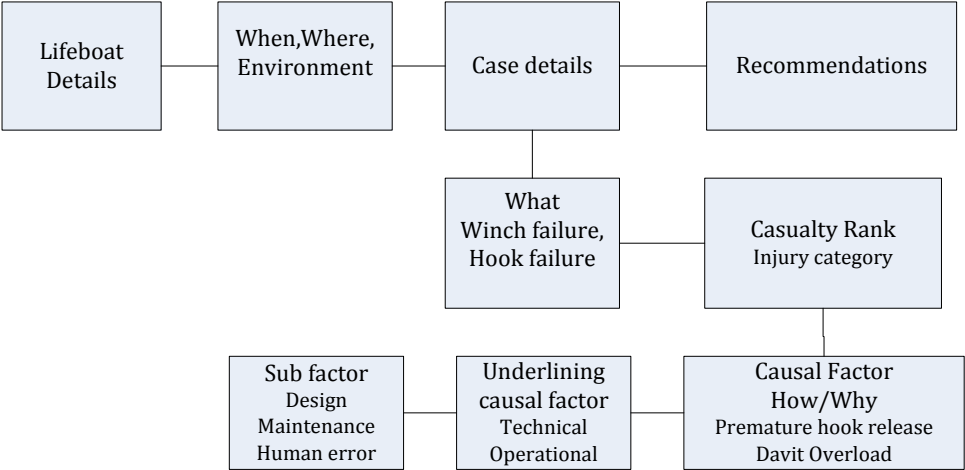 Lifeboat
Details
When,Where,
Environment
Case details
Recommendations
What
Winch failure,
Hook failure
Casualty Rank
Injury category
Sub factor
Design
Maintenance
Human error
Underlining
causal factor
Technical
Operational
Causal Factor
How/Why
Premature hook release
Davit Overload